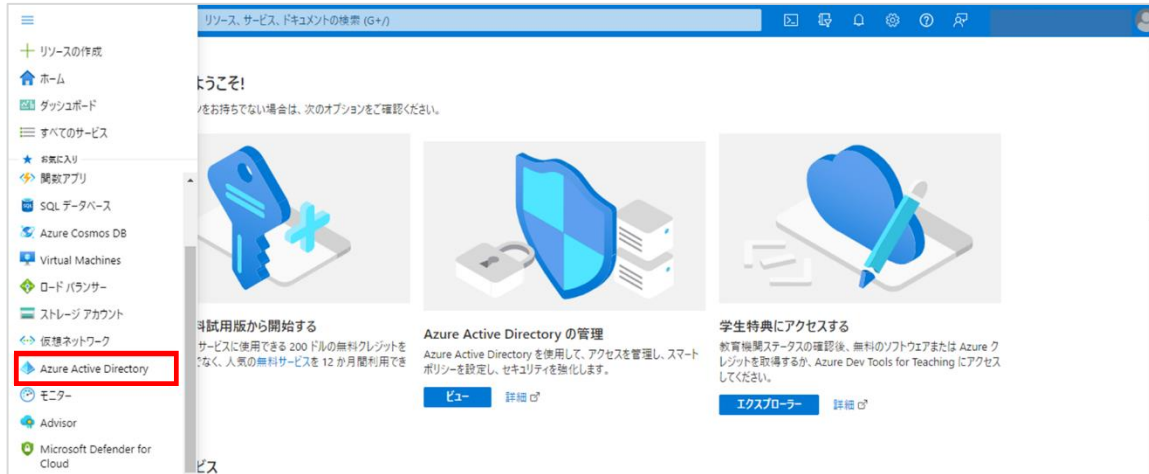 リソース、サービス、ドキュメントの検索 (G+/)
リソースの作成
ホーム
ダッシュボード
すべてのサービス
お気に入り
関数アプリ
SQL データベース
Azure Cosmos DB
Virtual Machines
ロード バランサー
ストレージ アカウント
仮想ネットワーク
Azure Active Directory
モニター
Advisor
Microsoft Defender for
Cloud
ようこそ!
をお持ちでない場合は、次のオプションをご確認ください。
料試用版から開始する
サービスに使用できる 200 ドルの無料クレジットを
でなく、人気の無料サービスを 12 か月間利用でき
Azure Active Directory の管理
Azure Active Directory を使用して、アクセスを管理し、スマート
ポリシーを設定し、セキュリティを強化します。
ビュー
詳細
学生特典にアクセスする
教育機関ステータスの確認後、無料のソフトウェアまたは Azure ク
レジットを取得するか、Azure Dev Tools for Teaching にアクセス
してください。
エクスプローラー
詳細
ビス